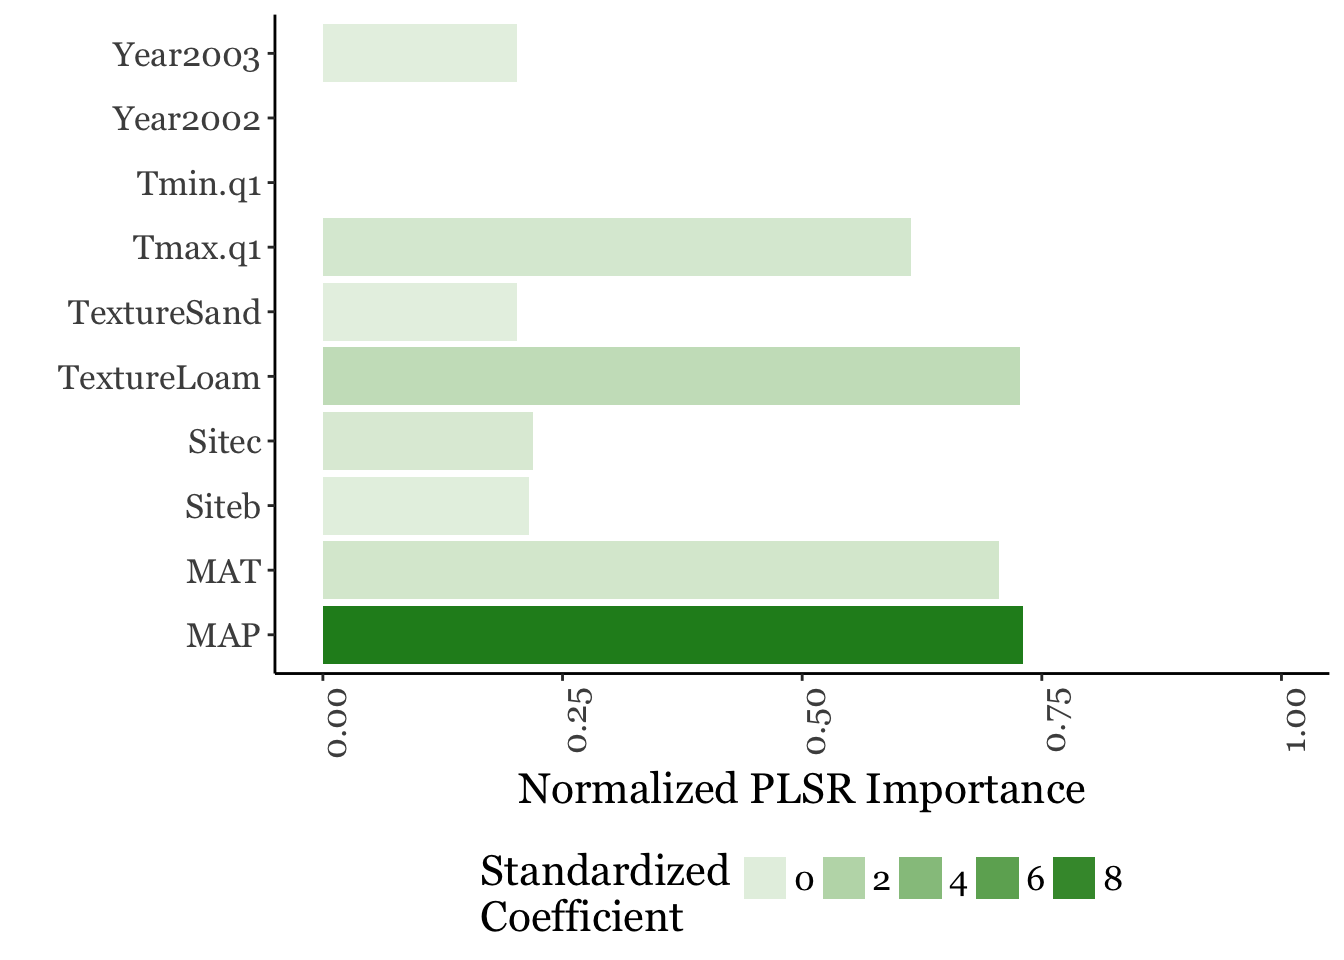 Year2003
Year2002
Tmin.q1
Tmax.q1
TextureSand
TextureLoam
Sitec
Siteb
MAT
MAP
0.00
0.25
0.50
0.75
1.00
Normalized PLSR Importance
Standardized
Coefficient
0 2 4 6 8